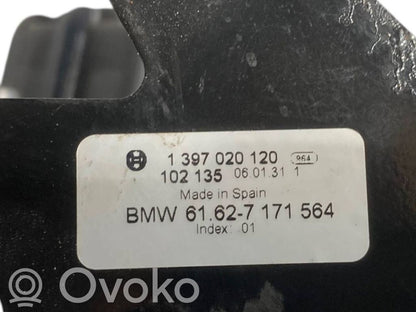 1 397 020 120 964
102 135 06.01.31 1
Made in Spain
BMW 61.62-7 171 564
Index: 01
Ovoko